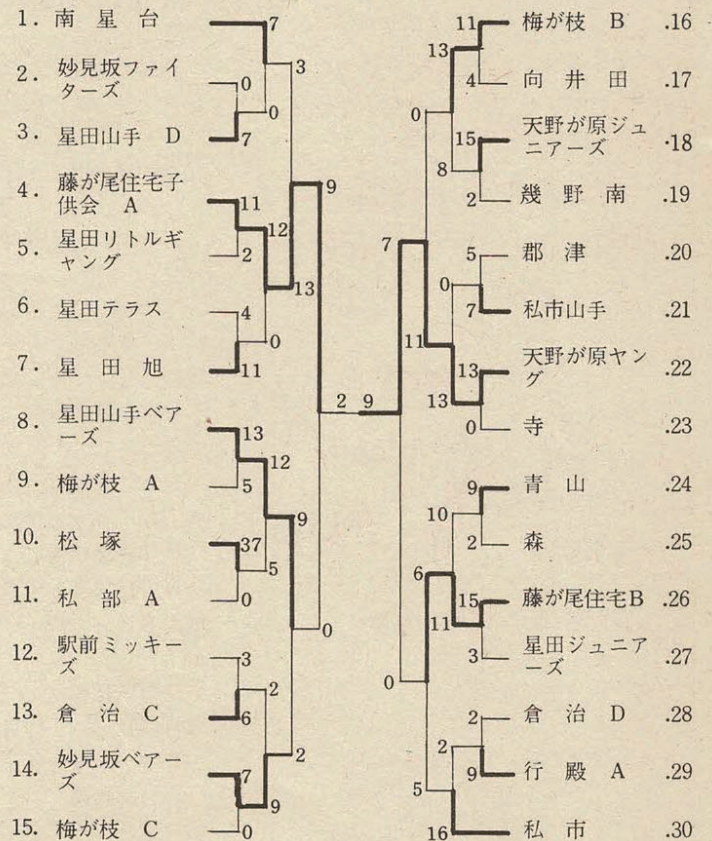 1. 南星台
2. 妙見坂ファイ
ターズ
3. 星田山手 D
4. 藤が尾住宅子
供会 A
5. 星田リトルギ
ャング
6. 星田テラス
7. 星田旭
8. 星田山手ベア
ーズ
9. 梅が枝 A
10. 松塚
11. 私部 A
12. 駅前ミッキー
ズ
13. 倉治 C
14. 妙見坂ベアー
ズ
15. 梅が枝 C
7
0
7
0
3
11
2
12
4
11
0
13
9
13
5
12
37
0
5
9
3
6
2
7
0
9
2
0
2 9
7
0
13
11
4
8
15
2
11
0
5
7
13
13
0
0
6
10
9
2
11
15
3
5
2
2
9
16
梅が枝 B .16
向井田 .17
天野が原ジュ
ニアーズ .18
幾野南 .19
郡津 .20
私市山手 .21
天野が原ヤン
グ .22
寺 .23
青山 .24
森 .25
藤が尾住宅B .26
星田ジュニア
ーズ .27
倉治 D .28
行殿 A .29
私市 .30